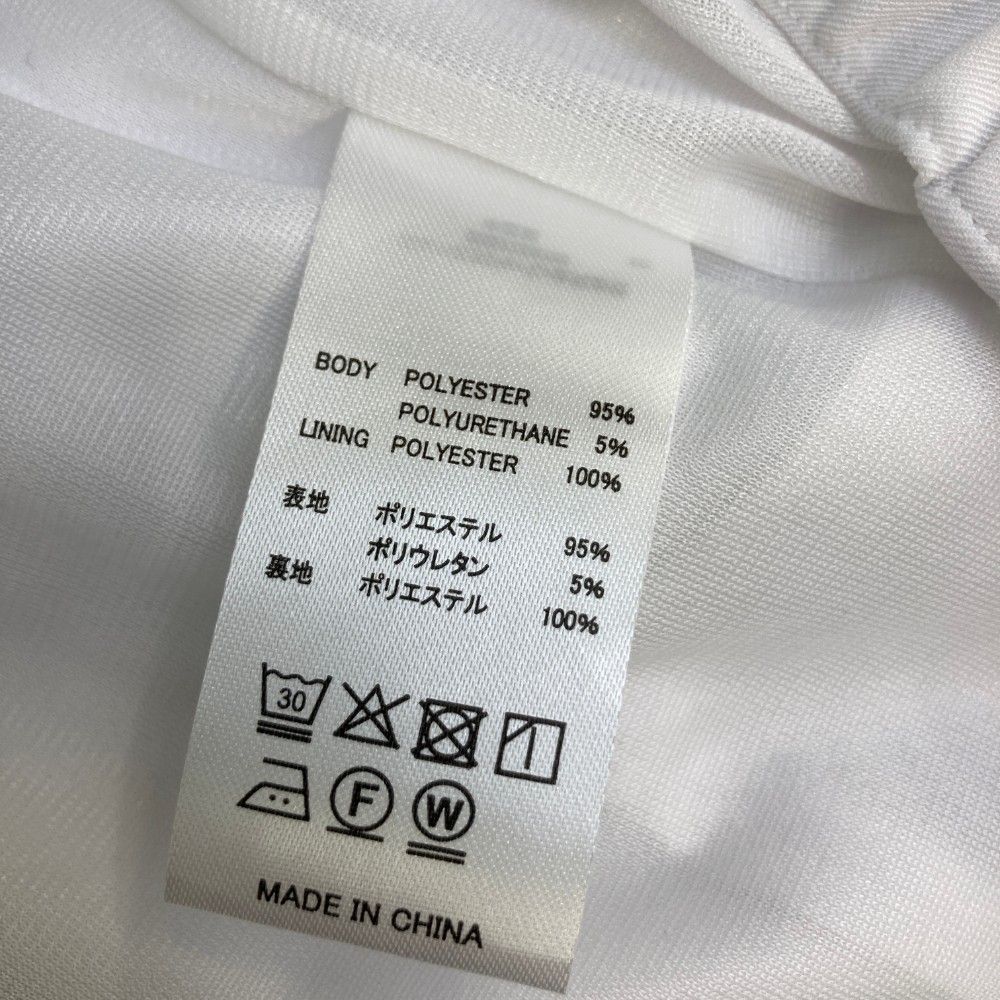 BODY POLYESTER 95%
POLYURETHANE 5%
LINING POLYESTER 100%
表地 ポリエステル 95%
ポリウレタン 5%
裏地 ポリエステル 100%
30
F W
MADE IN CHINA